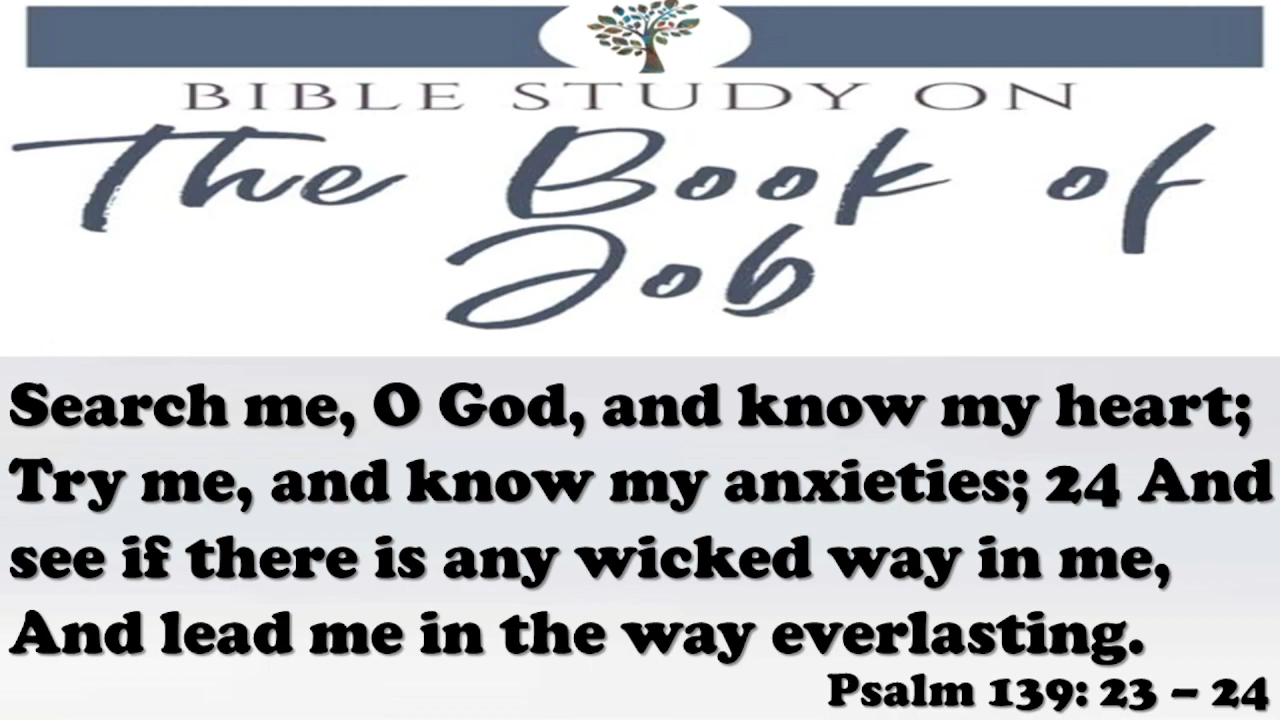 BIBLE STUDY ON
The Book of
Job
Search me, O God, and know my heart;
Try me, and know my anxieties; 24 And
see if there is any wicked way in me,
And lead me in the way everlasting.
Psalm 139: 23 – 24